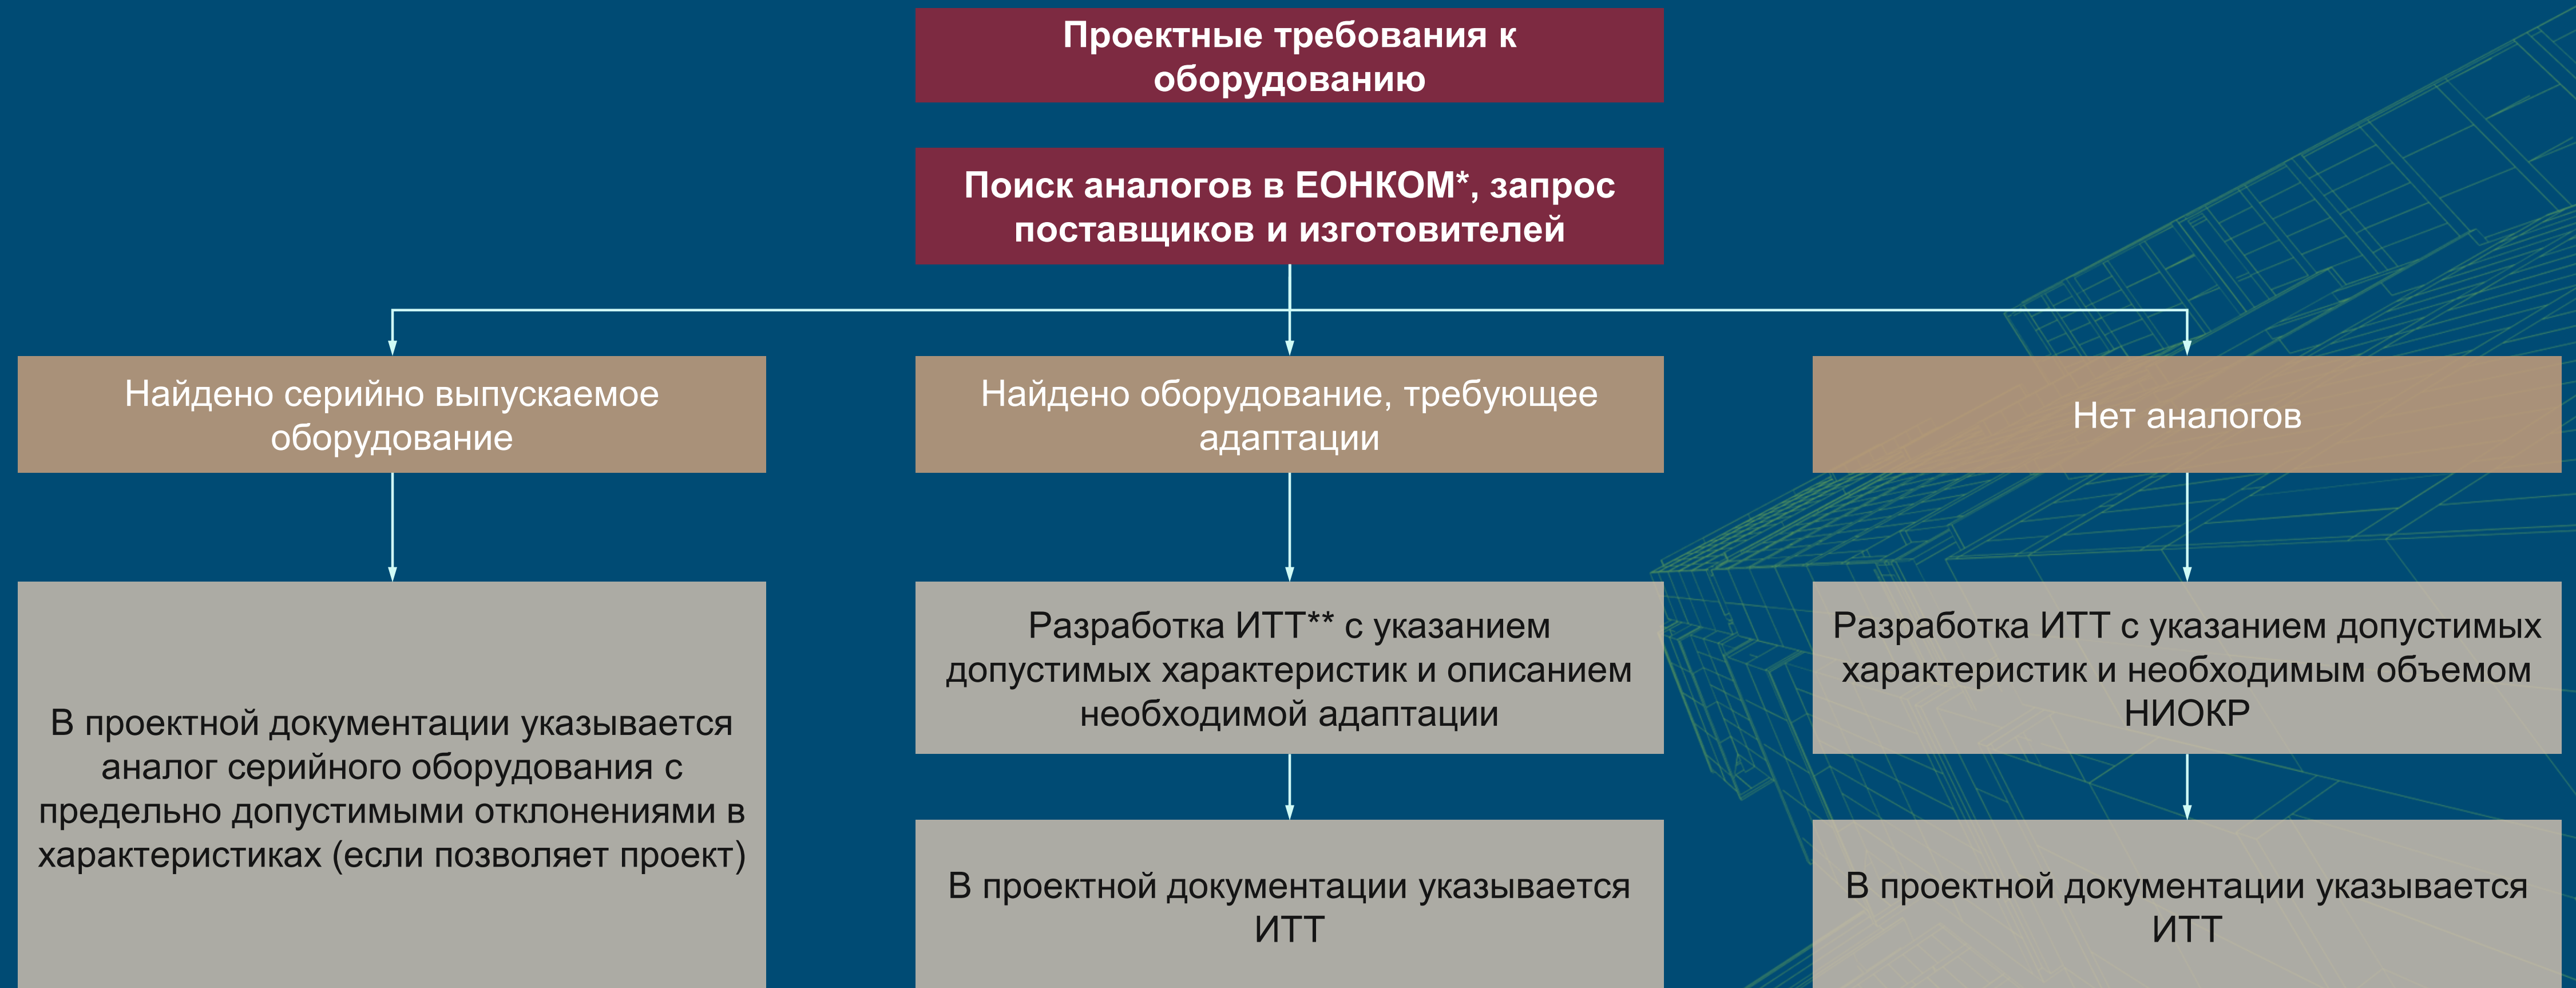 Проектные требования к
оборудованию
Поиск аналогов в ЕОНКОМ*, запрос
поставщиков и изготовителей
Найдено серийно выпускаемое
оборудование
Найдено оборудование, требующее
адаптации
Нет аналогов
В проектной документации указывается
аналог серийного оборудования с
предельно допустимыми отклонениями в
характеристиках (если позволяет проект)
Разработка ИТТ** с указанием
допустимых характеристик и описанием
необходимой адаптации
Разработка ИТТ с указанием допустимых
характеристик и необходимым объемом
НИОКР
В проектной документации указывается
ИТТ
В проектной документации указывается
ИТТ